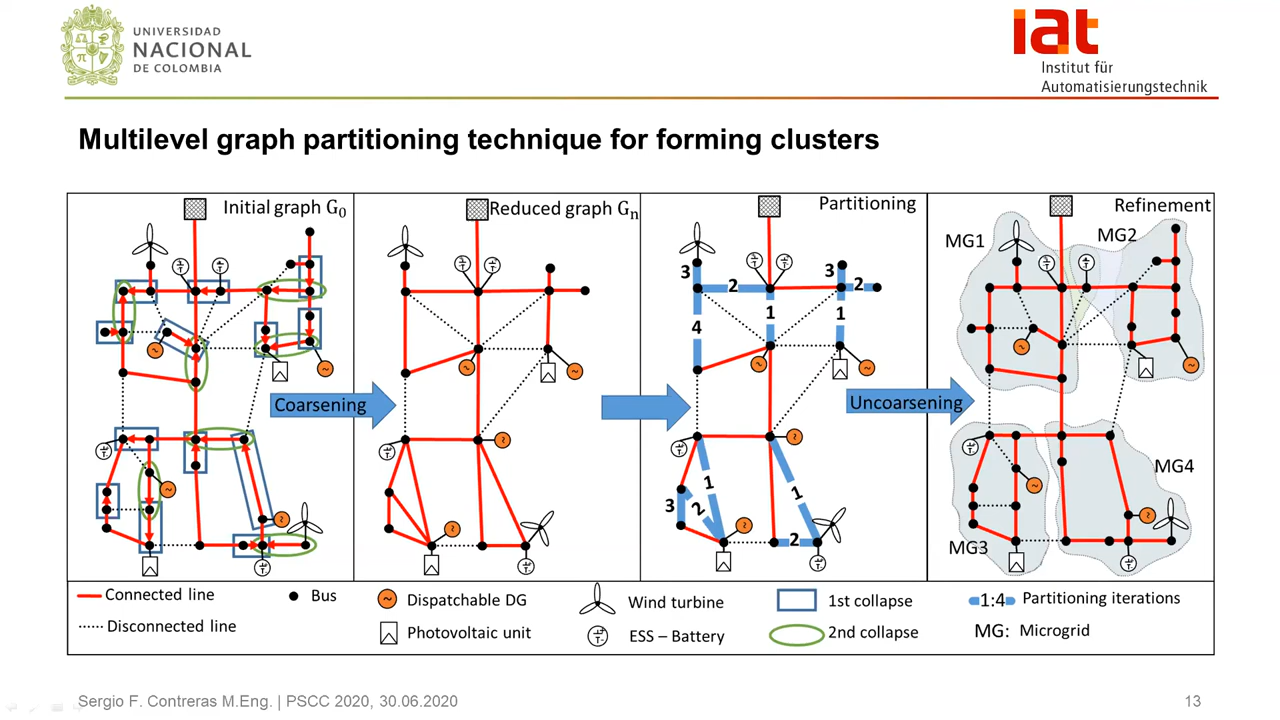 UNIVERSIDAD
NACIONAL
DE COLOMBIA
iat
Institut für
Automatisierungstechnik
Multilevel graph partitioning technique for forming clusters
Initial graph G₀
Reduced graph Gₙ
Partitioning
Refinement
MG1
MG2
3
2
3
2
1
1
4
Coarsening
Uncoarsening
1
2
3
1
2
MG4
MG3
Connected line
Bus
Dispatchable DG
Wind turbine
1st collapse
1:4 Partitioning iterations
Disconnected line
Photovoltaic unit
ESS – Battery
2nd collapse
MG: Microgrid
Sergio F. Contreras M.Eng. | PSCC 2020, 30.06.2020
13